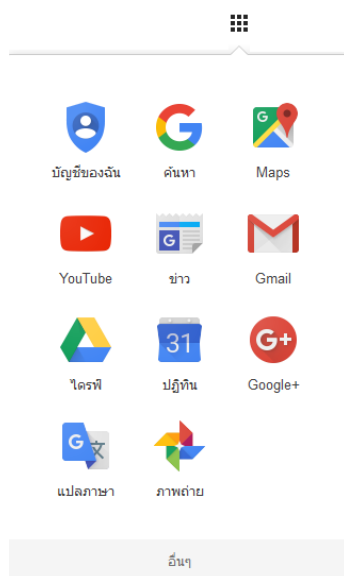 บัญชีของฉัน ค้นหา Maps
YouTube ข่าว Gmail
ไดรฟ์ ปฏิทิน Google+
แปลภาษา ภาพถ่าย
อื่นๆ
G
G
31
G+
G 文